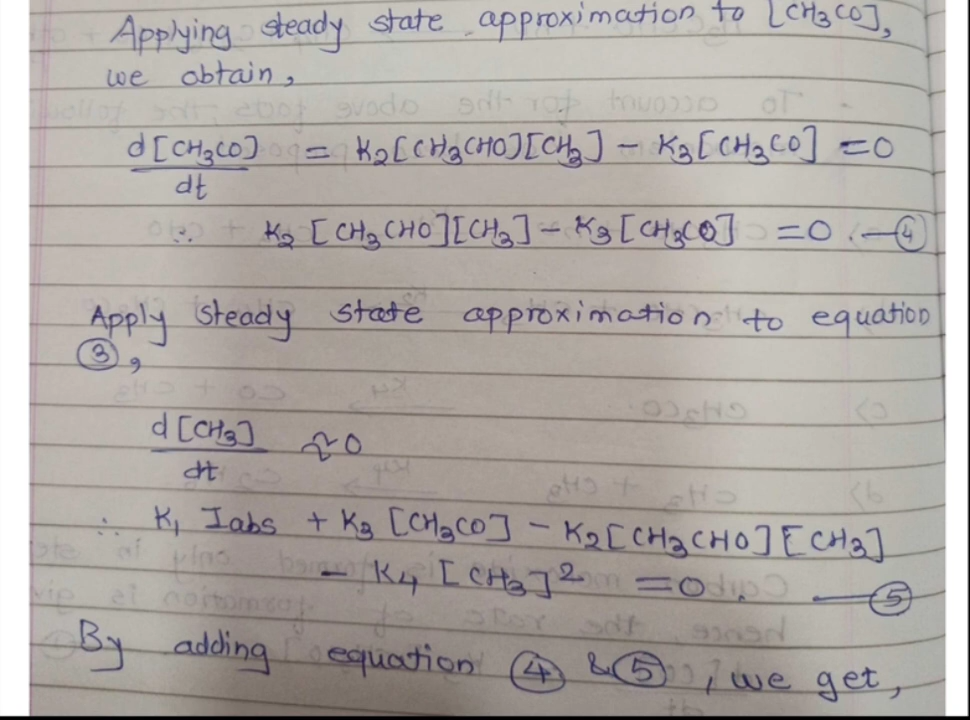 Applying steady state approximation to [CH3CO],
we obtain,
d[CH3CO]/dt = K2[CH3CHO][CH3] - K3[CH3CO] = 0
∴ K2 [CH3CHO][CH3] - K3[CH3CO] = 0. — ④
Apply steady state approximation to equation
③,
d[CH3]/dt ≈ 0
∴ K1 Iabs + K3 [CH3CO] - K2[CH3CHO][CH3]
- K4 [CH3]2 = 0. — ⑤
By adding equation ④ & ⑤, we get,